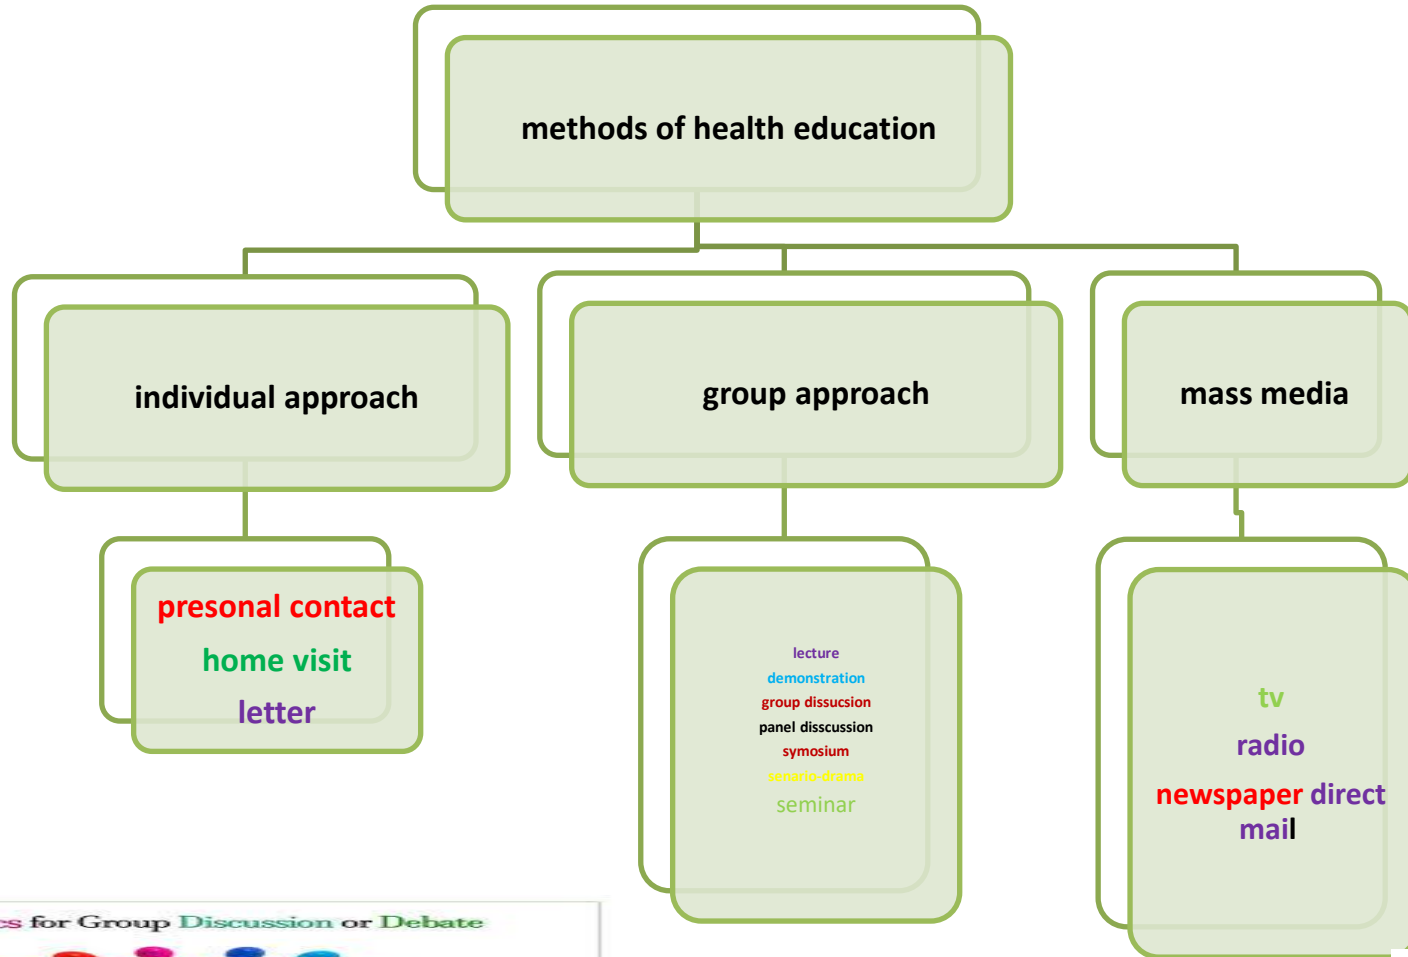 methods of health education
individual approach
group approach
mass media
presonal contact
home visit
letter
lecture
demonstration
group dissucsion
panel disscussion
symosium
senario-drama
seminar
tv
radio
newspaper direct
mail
for Group Discussion or Debate